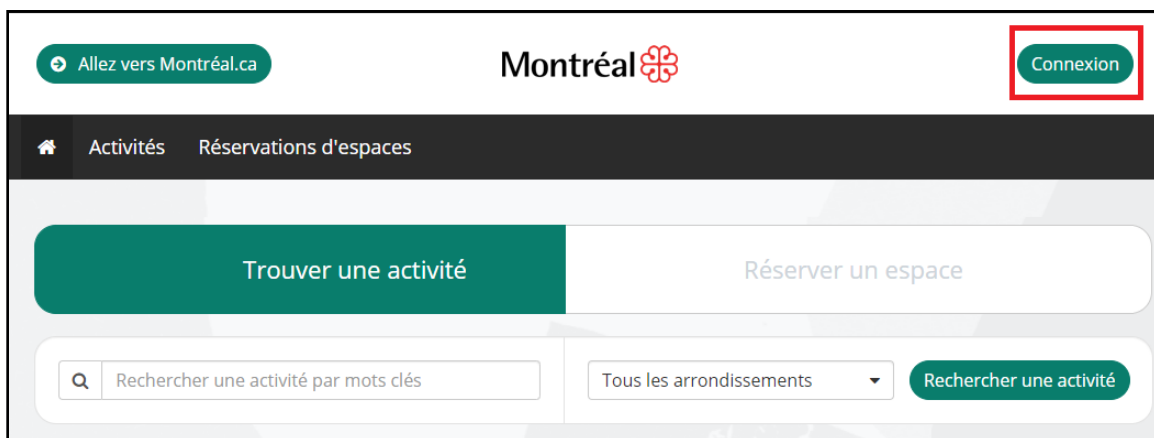 Allez vers Montréal.ca
Montréal
Connexion
Activités
Réservations d'espaces
Trouver une activité
Réserver un espace
Rechercher une activité par mots clés
Tous les arrondissements
Rechercher une activité